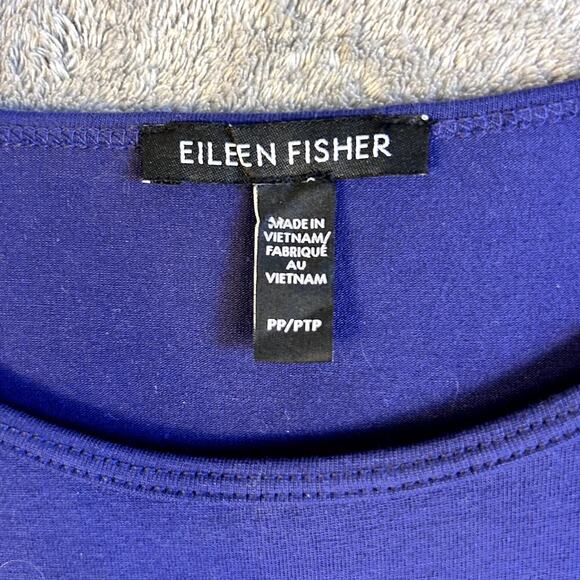 EILEEN FISHER
MADE IN
VIETNAM/
FABRIQUÉ
AU
VIETNAM
PP/PTP